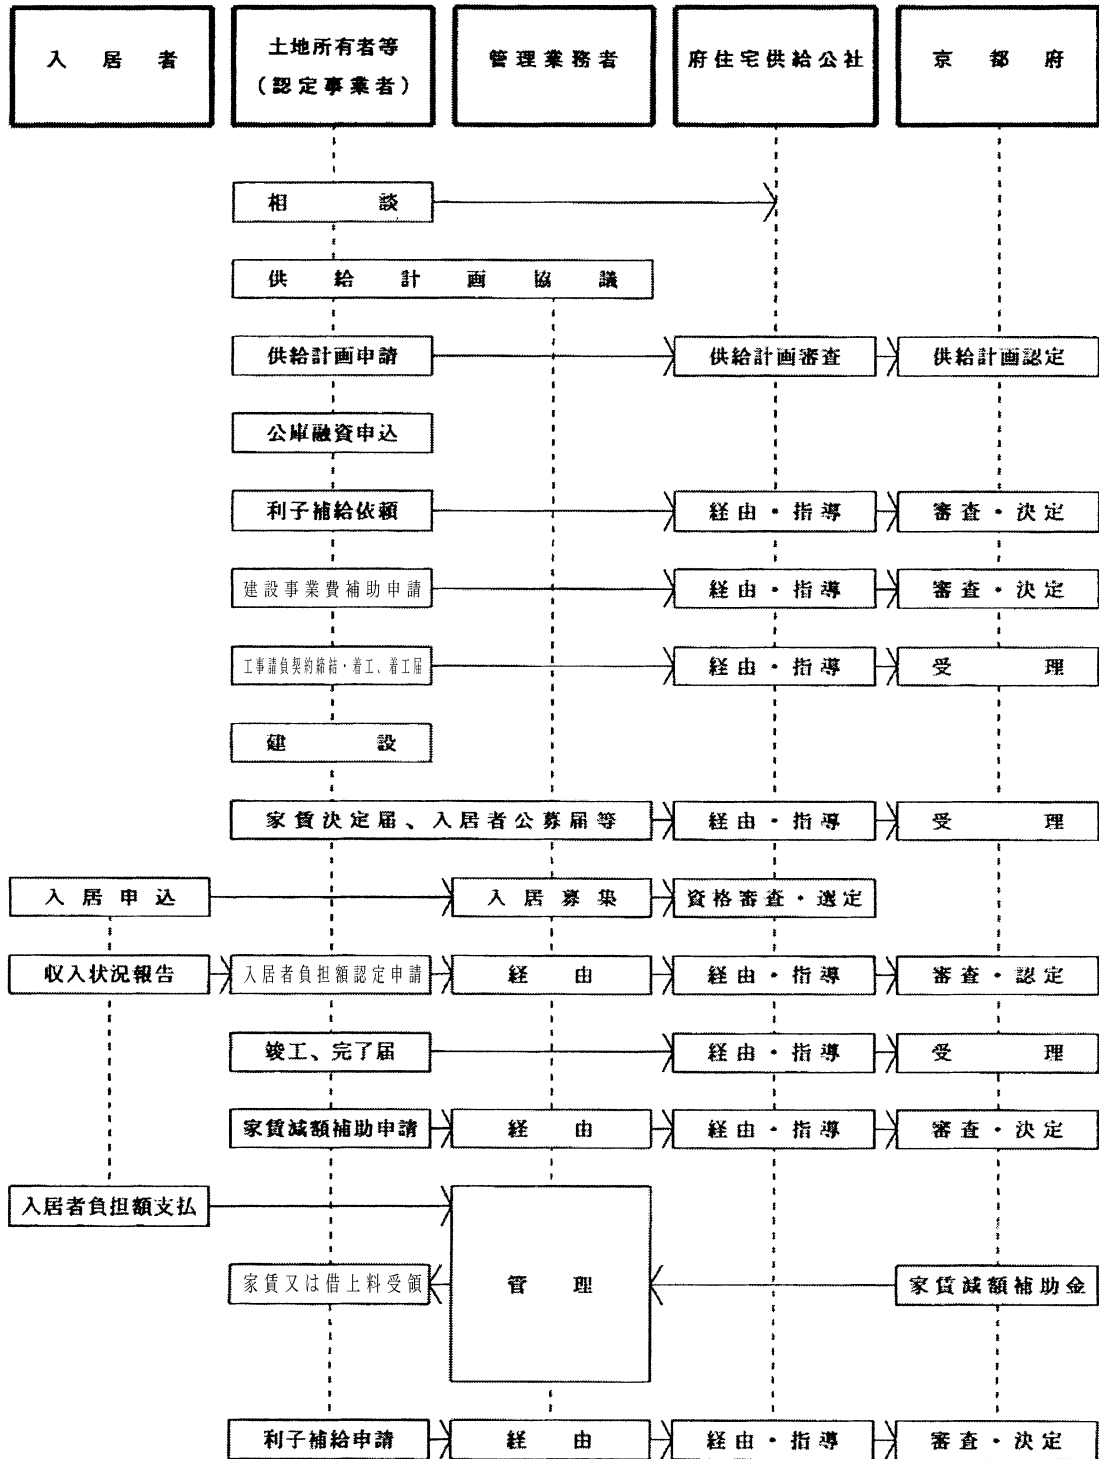 入居者
土地所有者等
(認定事業者)
管理業務者
府住宅供給公社
京都府
相談
供給計画協議
供給計画申請
供給計画審査
供給計画認定
公庫融資申込
利子補給依頼
経由・指導
審査・決定
建設事業費補助申請
経由・指導
審査・決定
工事請負契約締結・着工、着工届
経由・指導
受理
建設
家賃決定届、入居者公募届等
経由・指導
受理
入居申込
入居募集
資格審査・選定
収入状況報告
入居者負担額認定申請
経由
経由・指導
審査・認定
竣工、完了届
経由・指導
受理
家賃減額補助申請
経由
経由・指導
審査・決定
入居者負担額支払
家賃又は借上料受領
管理
家賃減額補助金
利子補給申請
経由
経由・指導
審査・決定